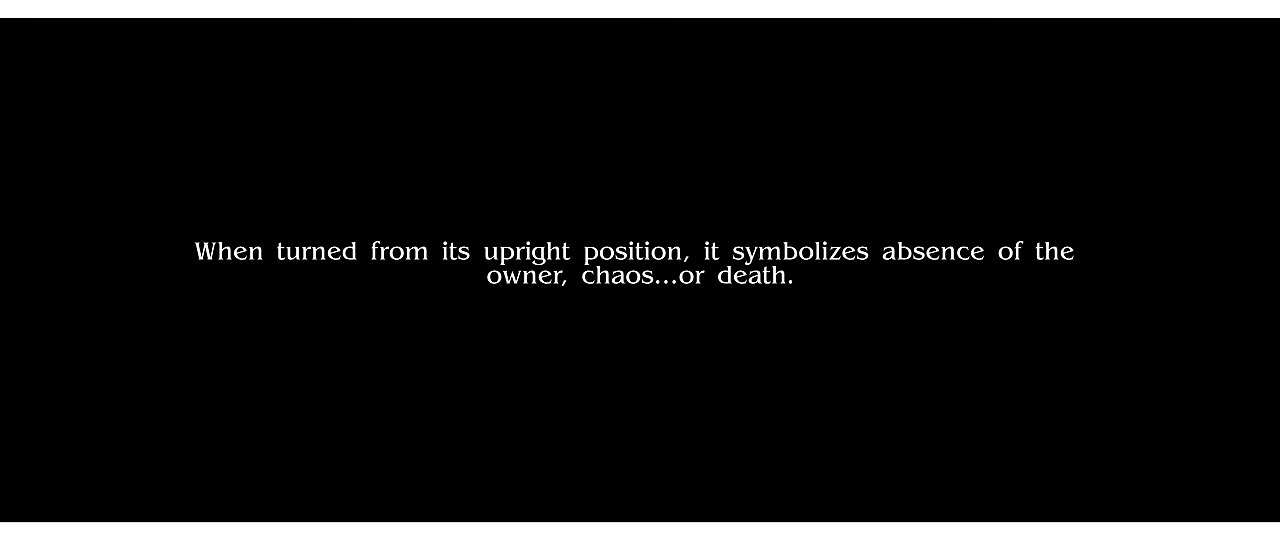 When turned from its upright position, it symbolizes absence of the
owner, chaos...or death.